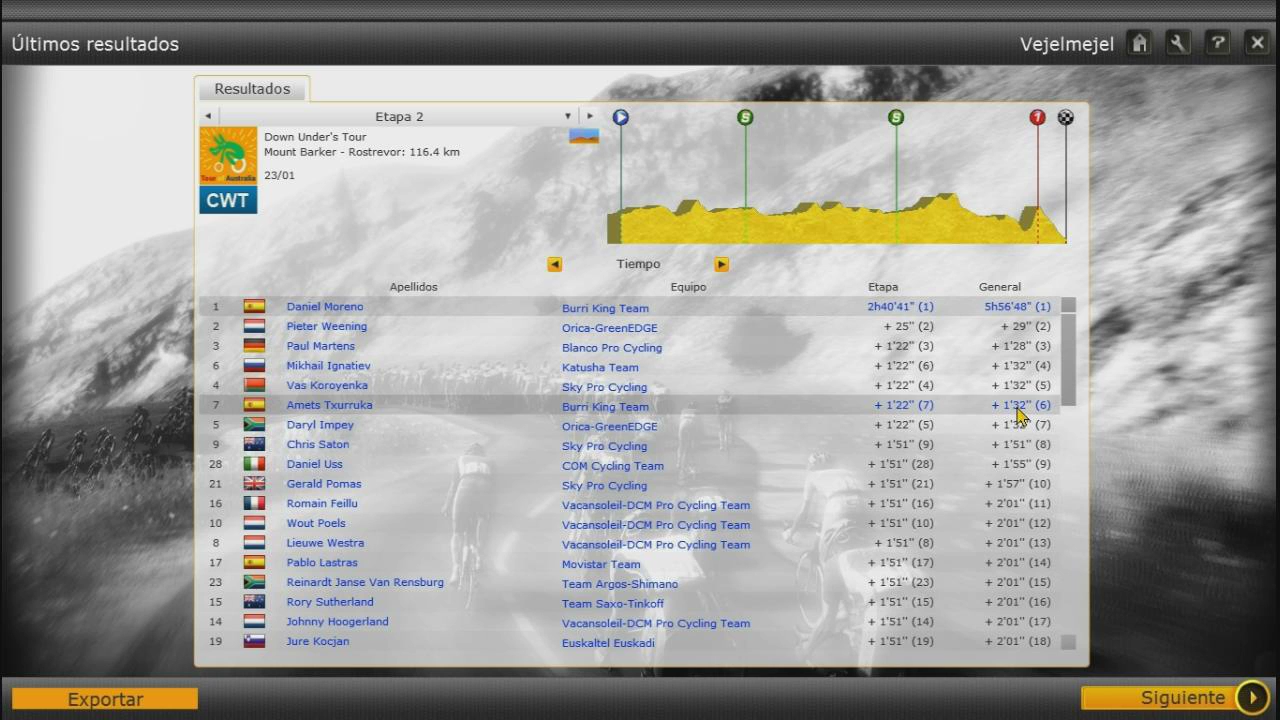 Últimos resultados
Vejelmejel
Resultados
Etapa 2
Down Under's Tour
Mount Barker - Rostrevor: 116.4 km
23/01
Tour of Australia
CWT
S S 1
Tiempo
Apellidos Equipo Etapa General
1 Daniel Moreno Burri King Team 2h40'41'' (1) 5h56'48'' (1)
2 Pieter Weening Orica-GreenEDGE + 25'' (2) + 29'' (2)
3 Paul Martens Blanco Pro Cycling + 1'22'' (3) + 1'28'' (3)
6 Mikhail Ignatiev Katusha Team + 1'22'' (6) + 1'32'' (4)
4 Vas Koroyenka Sky Pro Cycling + 1'22'' (4) + 1'32'' (5)
7 Amets Txurruka Burri King Team + 1'22'' (7) + 1'32'' (6)
5 Daryl Impey Orica-GreenEDGE + 1'22'' (5) (7)
9 Chris Saton Sky Pro Cycling + 1'51'' (9) + 1'51'' (8)
28 Daniel Uss COM Cycling Team + 1'51'' (28) + 1'55'' (9)
21 Gerald Pomas Sky Pro Cycling + 1'51'' (21) + 1'57'' (10)
16 Romain Feillu Vacansoleil-DCM Pro Cycling Team + 1'51'' (16) + 2'01'' (11)
10 Wout Poels Vacansoleil-DCM Pro Cycling Team + 1'51'' (10) + 2'01'' (12)
8 Lieuwe Westra Vacansoleil-DCM Pro Cycling Team + 1'51'' (8) + 2'01'' (13)
17 Pablo Lastras Movistar Team + 1'51'' (17) + 2'01'' (14)
23 Reinardt Janse Van Rensburg Team Argos-Shimano + 1'51'' (23) + 2'01'' (15)
15 Rory Sutherland Team Saxo-Tinkoff + 1'51'' (15) + 2'01'' (16)
14 Johnny Hoogerland Vacansoleil-DCM Pro Cycling Team + 1'51'' (14) + 2'01'' (17)
19 Jure Kocjan Euskaltel Euskadi + 1'51'' (19) + 2'01'' (18)
Exportar
Siguiente